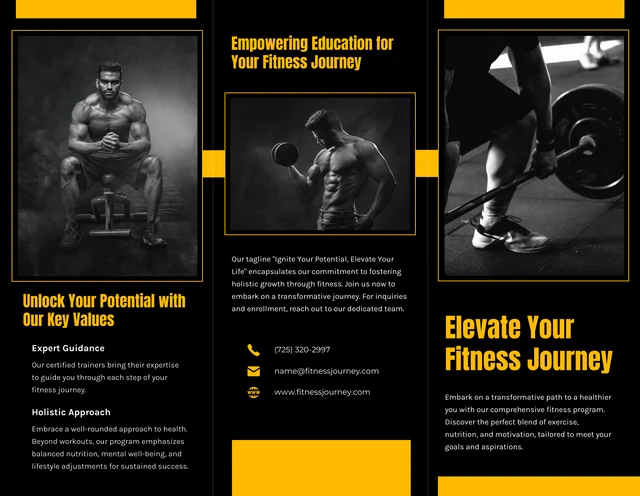 Unlock Your Potential with
Our Key Values
Expert Guidance
Our certified trainers bring their expertise
to guide you through each step of your
fitness journey.
Holistic Approach
Embrace a well-rounded approach to health.
Beyond workouts, our program emphasizes
balanced nutrition, mental well-being, and
lifestyle adjustments for sustained success.
Empowering Education for
Your Fitness Journey
Our tagline "Ignite Your Potential, Elevate Your
Life" encapsulates our commitment to fostering
holistic growth through fitness. Join us now to
embark on a transformative journey. For inquiries
and enrollment, reach out to our dedicated team.
(725) 320-2997
name@fitnessjourney.com
WWW
www.fitnessjourney.com
Elevate Your
Fitness Journey
Embark on a transformative path to a healthier
you with our comprehensive fitness program.
Discover the perfect blend of exercise,
nutrition, and motivation, tailored to meet your
goals and aspirations.